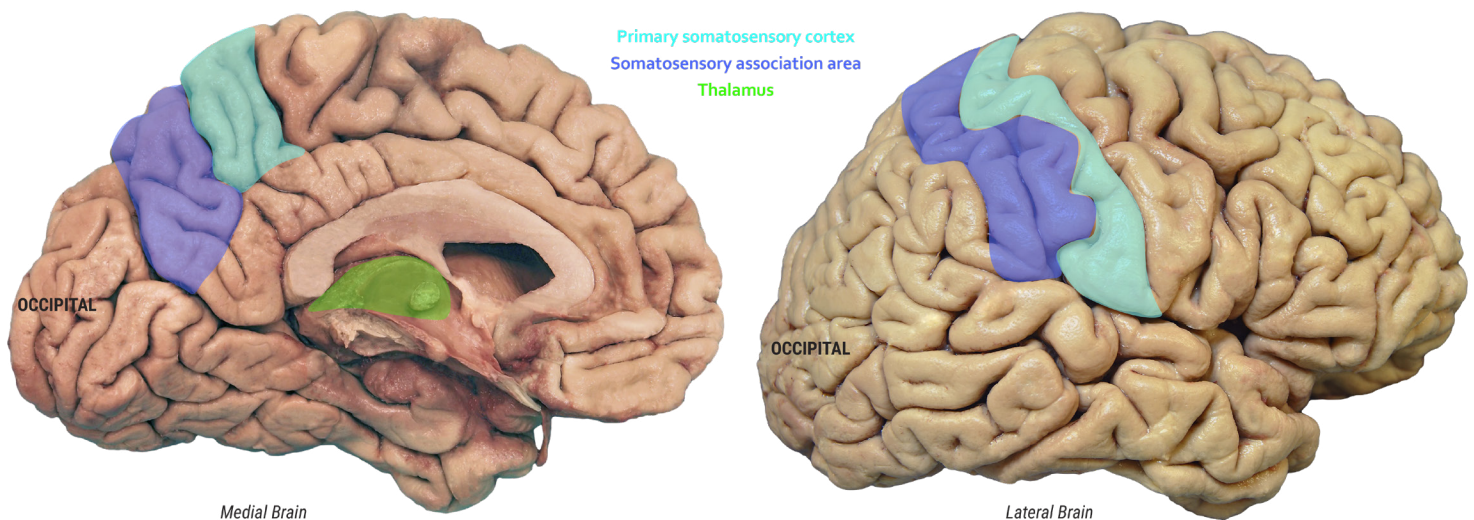 Primary somatosensory cortex
Somatosensory association area
Thalamus
OCCIPITAL
OCCIPITAL
Medial Brain
Lateral Brain